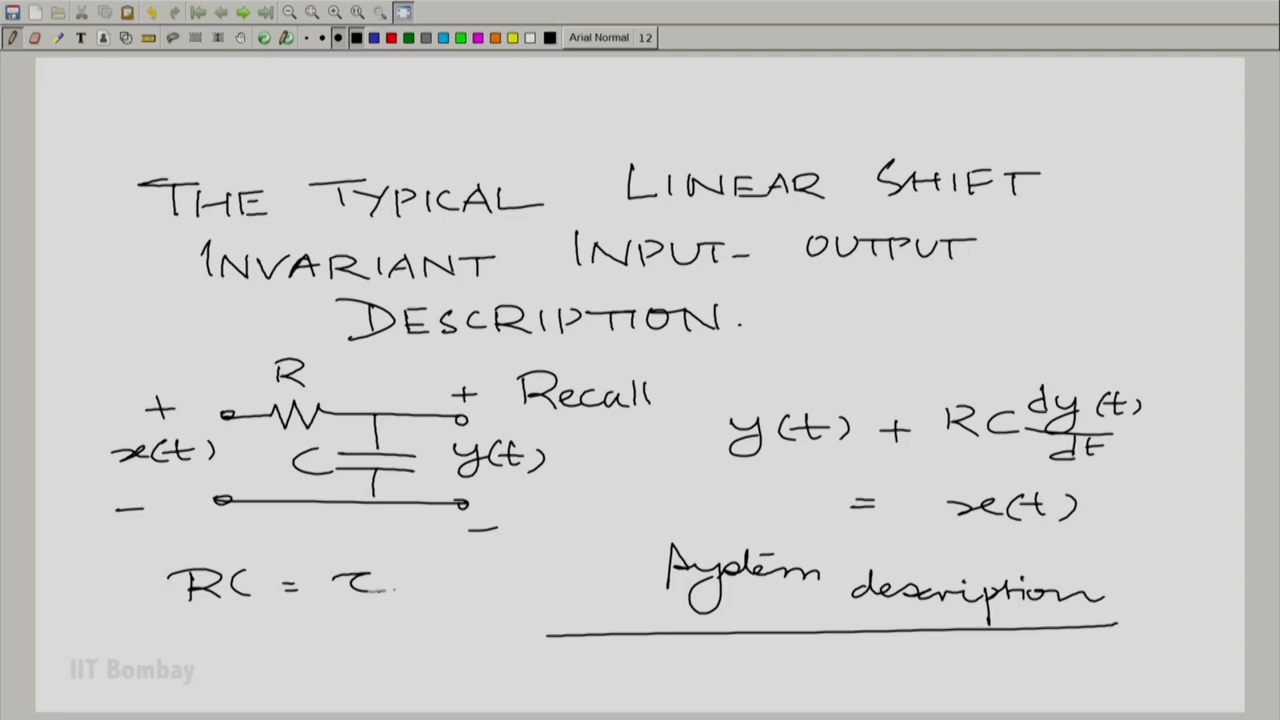 Arial Normal 12
THE TYPICAL LINEAR SHIFT
INVARIANT INPUT- OUTPUT
DESCRIPTION.
R
+ + Recall
x(t) C y(t)
- -
y(t) + RC dy(t)/dt
= x(t)
RC = τ
System description
IIT Bombay